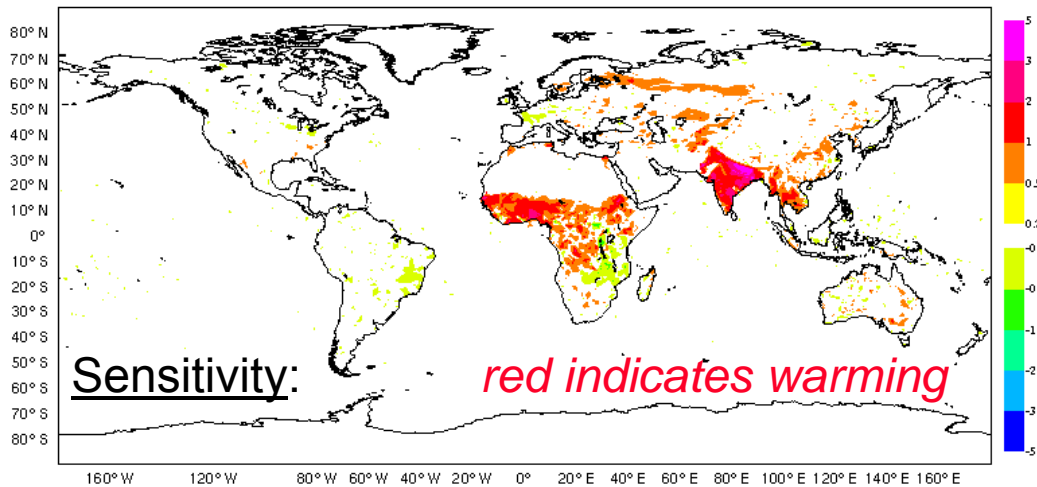 80° N
70° N
60° N
50° N
40° N
30° N
20° N
10° N
0°
10° S
20° S
30° S
40° S
50° S
60° S
70° S
80° S
Sensitivity: red indicates warming
160° W 120° W 80° W 60° W 40° W 20° W 0° 20° E 40° E 60° E 80° E 100° E 120° E 140° E 160° E
5
3
2
1
0.5
-1
-2
-3
-5